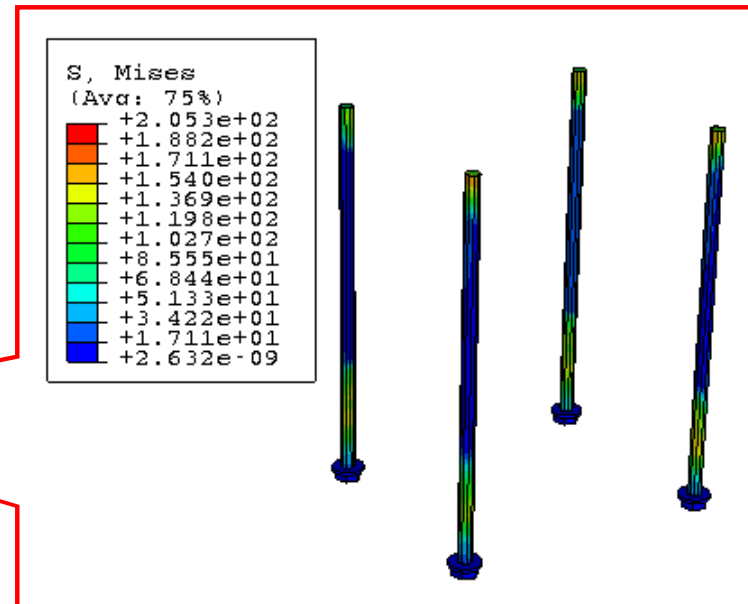 S, Mises
(Avg: 75%)
+2.053e+02
+1.882e+02
+1.711e+02
+1.540e+02
+1.369e+02
+1.198e+02
+1.027e+02
+8.555e+01
+6.844e+01
+5.133e+01
+3.422e+01
+1.711e+01
+2.632e-09